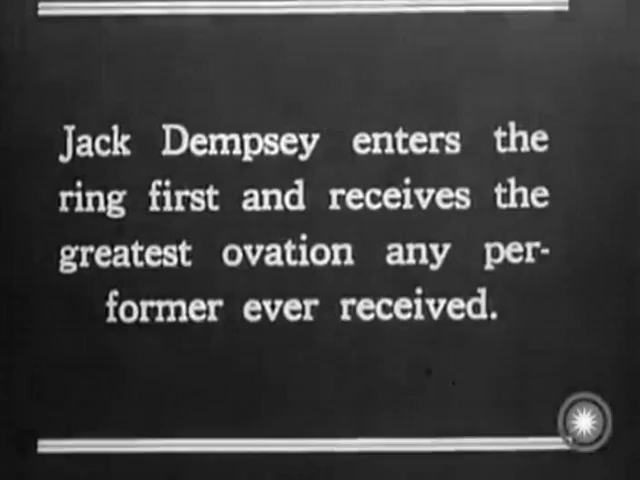 Jack Dempsey enters the
ring first and receives the
greatest ovation any per-
former ever received.